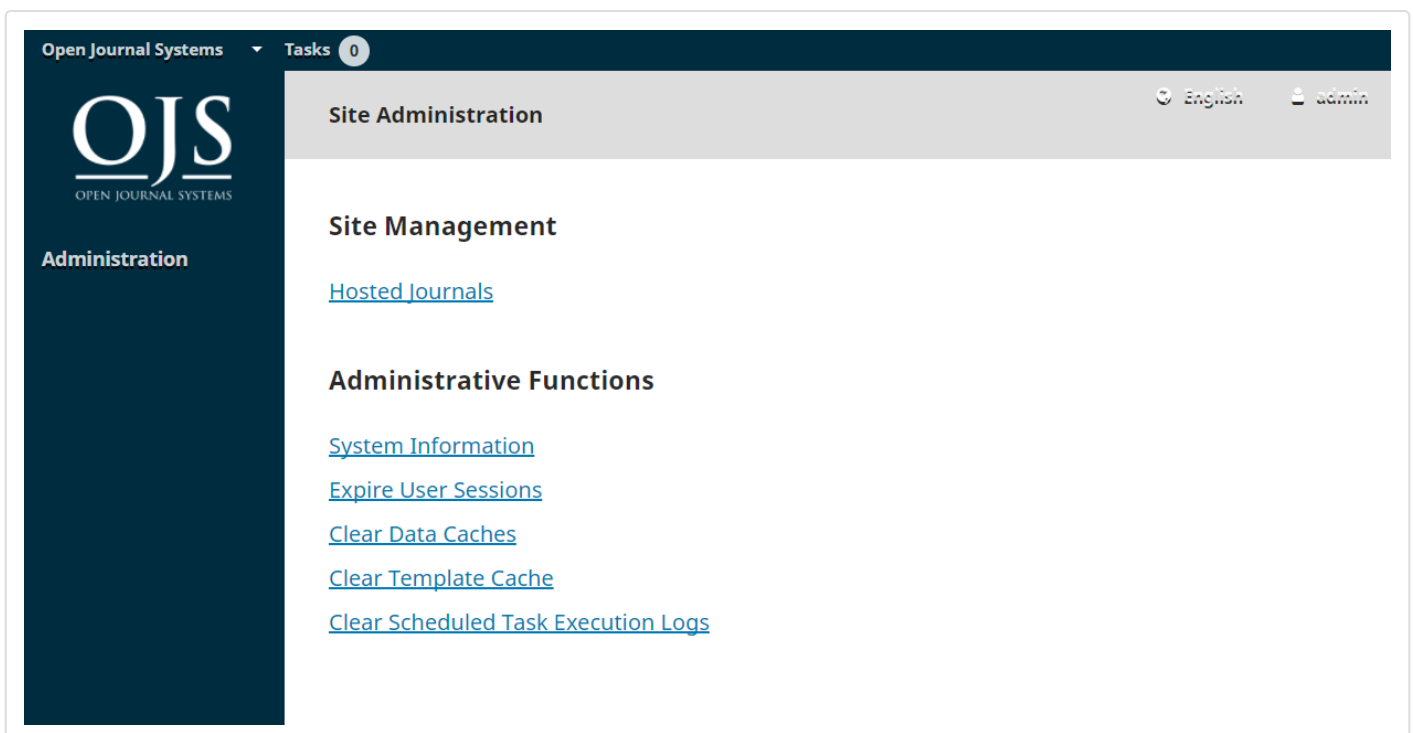 Open Journal Systems Tasks 0
OJS
OPEN JOURNAL SYSTEMS
Site Administration
English admin
Administration
Site Management
Hosted Journals
Administrative Functions
System Information
Expire User Sessions
Clear Data Caches
Clear Template Cache
Clear Scheduled Task Execution Logs